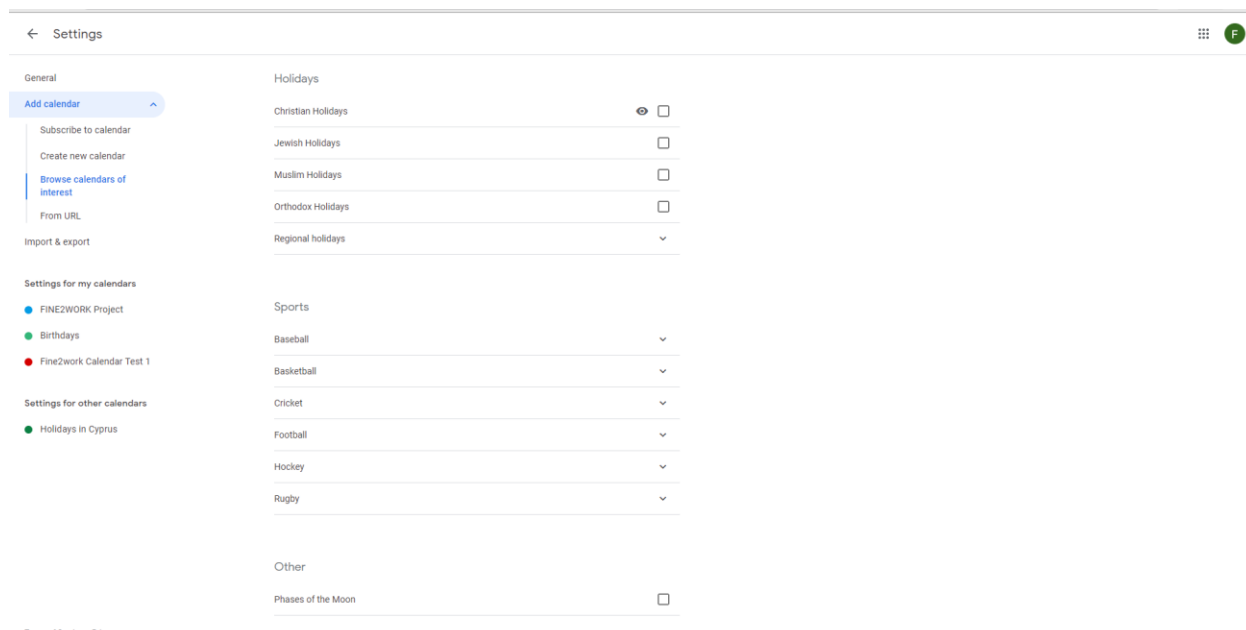 Settings
F
General
Add calendar
Subscribe to calendar
Create new calendar
Browse calendars of
interest
From URL
Import & export
Settings for my calendars
FINE2WORK Project
Birthdays
Fine2work Calendar Test 1
Settings for other calendars
Holidays in Cyprus
Holidays
Christian Holidays
Jewish Holidays
Muslim Holidays
Orthodox Holidays
Regional holidays
Sports
Baseball
Basketball
Cricket
Football
Hockey
Rugby
Other
Phases of the Moon